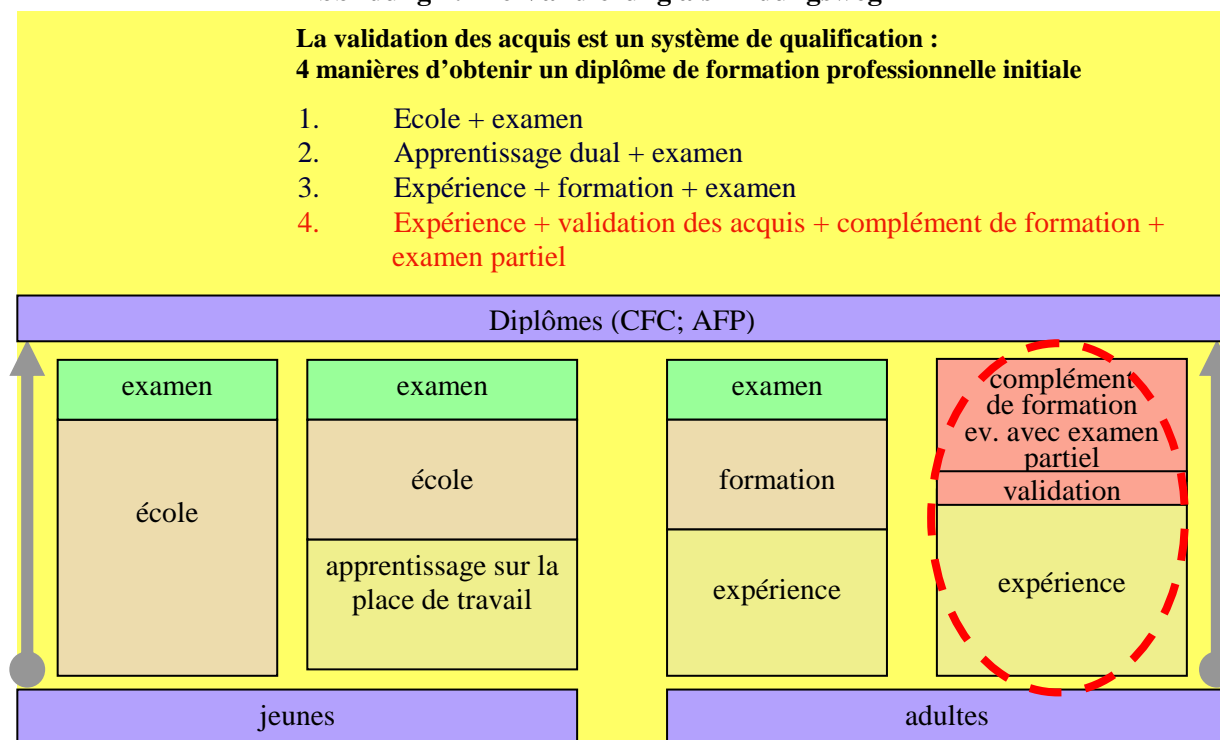 La validation des acquis est un système de qualification :
4 manières d'obtenir un diplôme de formation professionnelle initiale
1. Ecole + examen
2. Apprentissage dual + examen
3. Expérience + formation + examen
4. Expérience + validation des acquis + complément de formation +
examen partiel
Diplômes (CFC; AFP)
examen
école
examen
école
apprentissage sur la
place de travail
examen
formation
expérience
complément
de formation
ev. avec examen
partiel
validation
expérience
jeunes
adultes